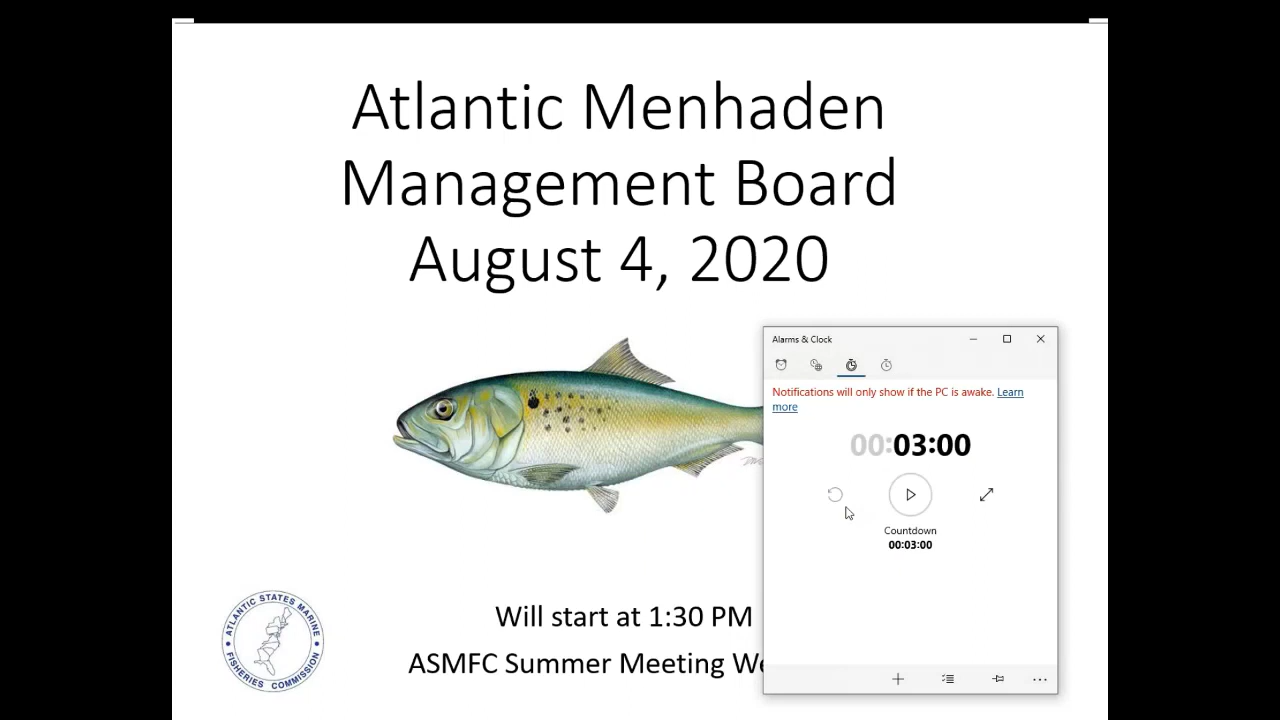 Atlantic Menhaden
Management Board
August 4, 2020
Alarms & Clock
Notifications will only show if the PC is awake. Learn
more
00:03:00
Countdown
00:03:00
Will start at 1:30 PM
ASMFC Summer Meeting
ATLANTIC STATES MARINE
FISHERIES COMMISSION